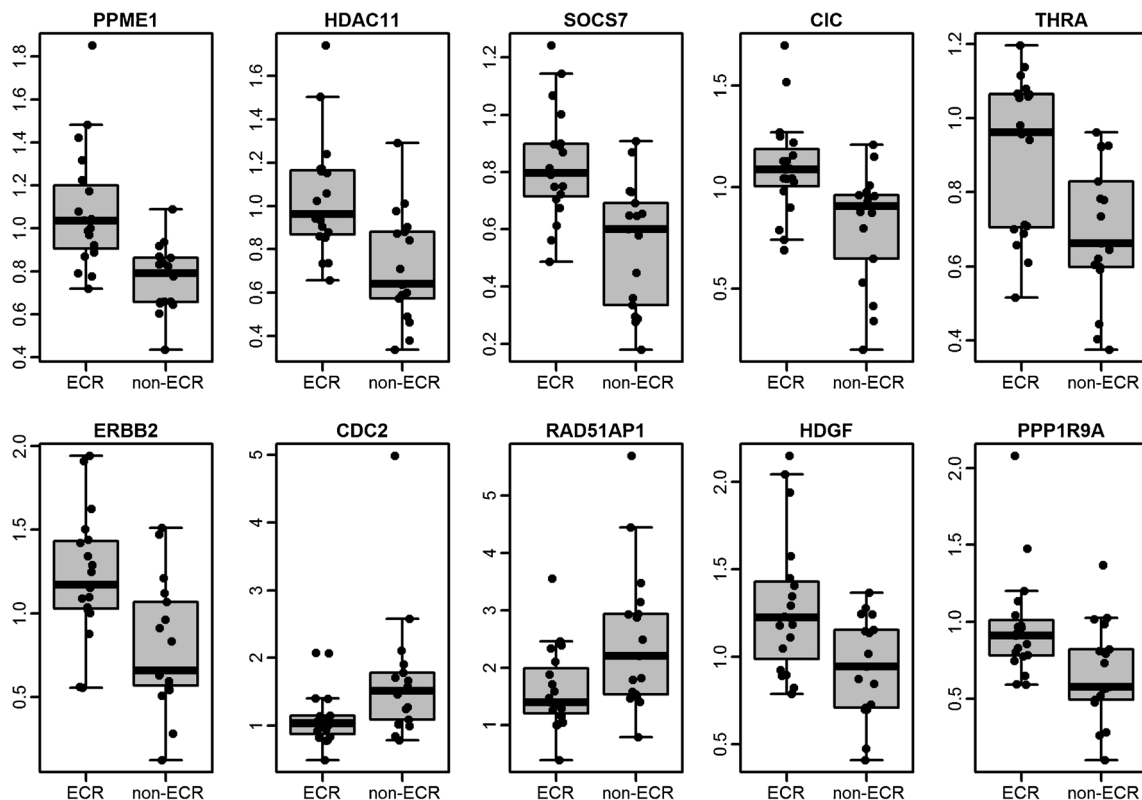 PPME1 HDAC11 SOCS7 CIC THRA
0.4 0.6 0.8 1.0 1.2 1.4 1.6 1.8
0.4 0.6 0.8 1.0 1.2 1.4 1.6
0.2 0.4 0.6 0.8 1.0 1.2
0.5 1.0
0.4 0.6 0.8 1.0 1.2
ECR non-ECR ECR non-ECR ECR non-ECR ECR non-ECR ECR non-ECR
ERBB2 CDC2 RAD51AP1 HDGF PPP1R9A
0.5 1.0 1.5 2.0
1 2 3 4 5
1 2 3 4 5
0.5 1.0 1.5 2.0
0.5 1.0 1.5 2.0
ECR non-ECR ECR non-ECR ECR non-ECR ECR non-ECR ECR non-ECR